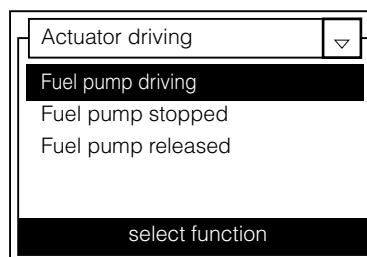 Actuator driving
Fuel pump driving
Fuel pump stopped
Fuel pump released
select function